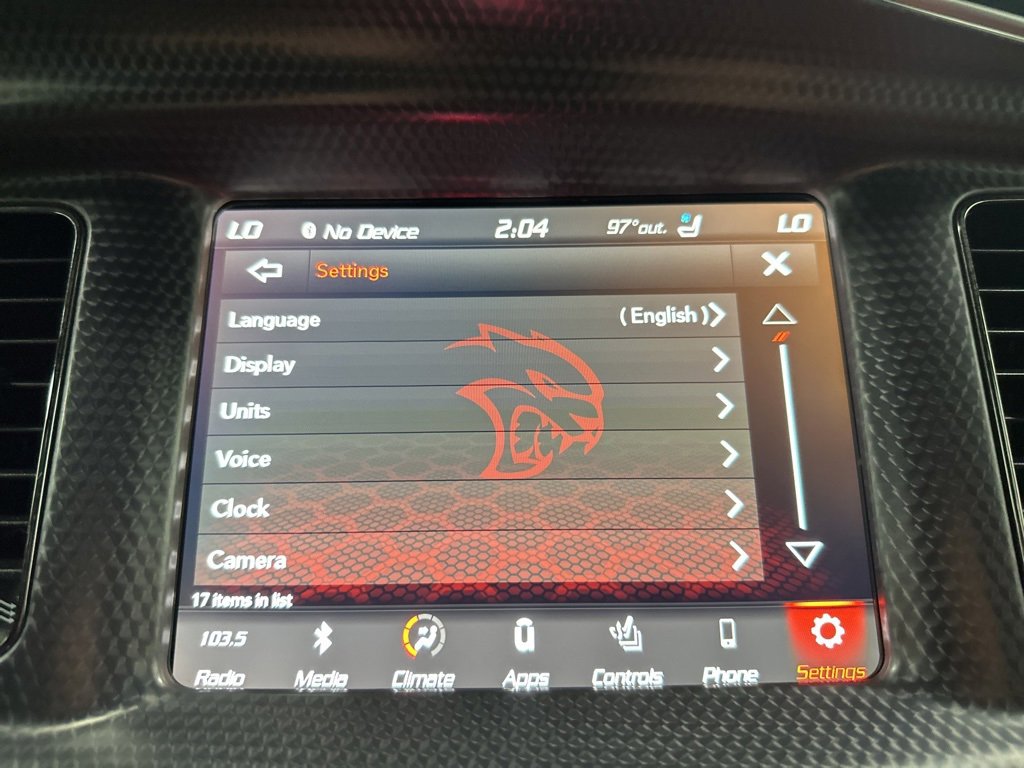 LO No Device 2:04 97°out. LO
Settings
Language (English)
Display
Units
Voice
Clock
Camera
17 items in list
103.5
Radio Media Climate Apps Controls Phone Settings